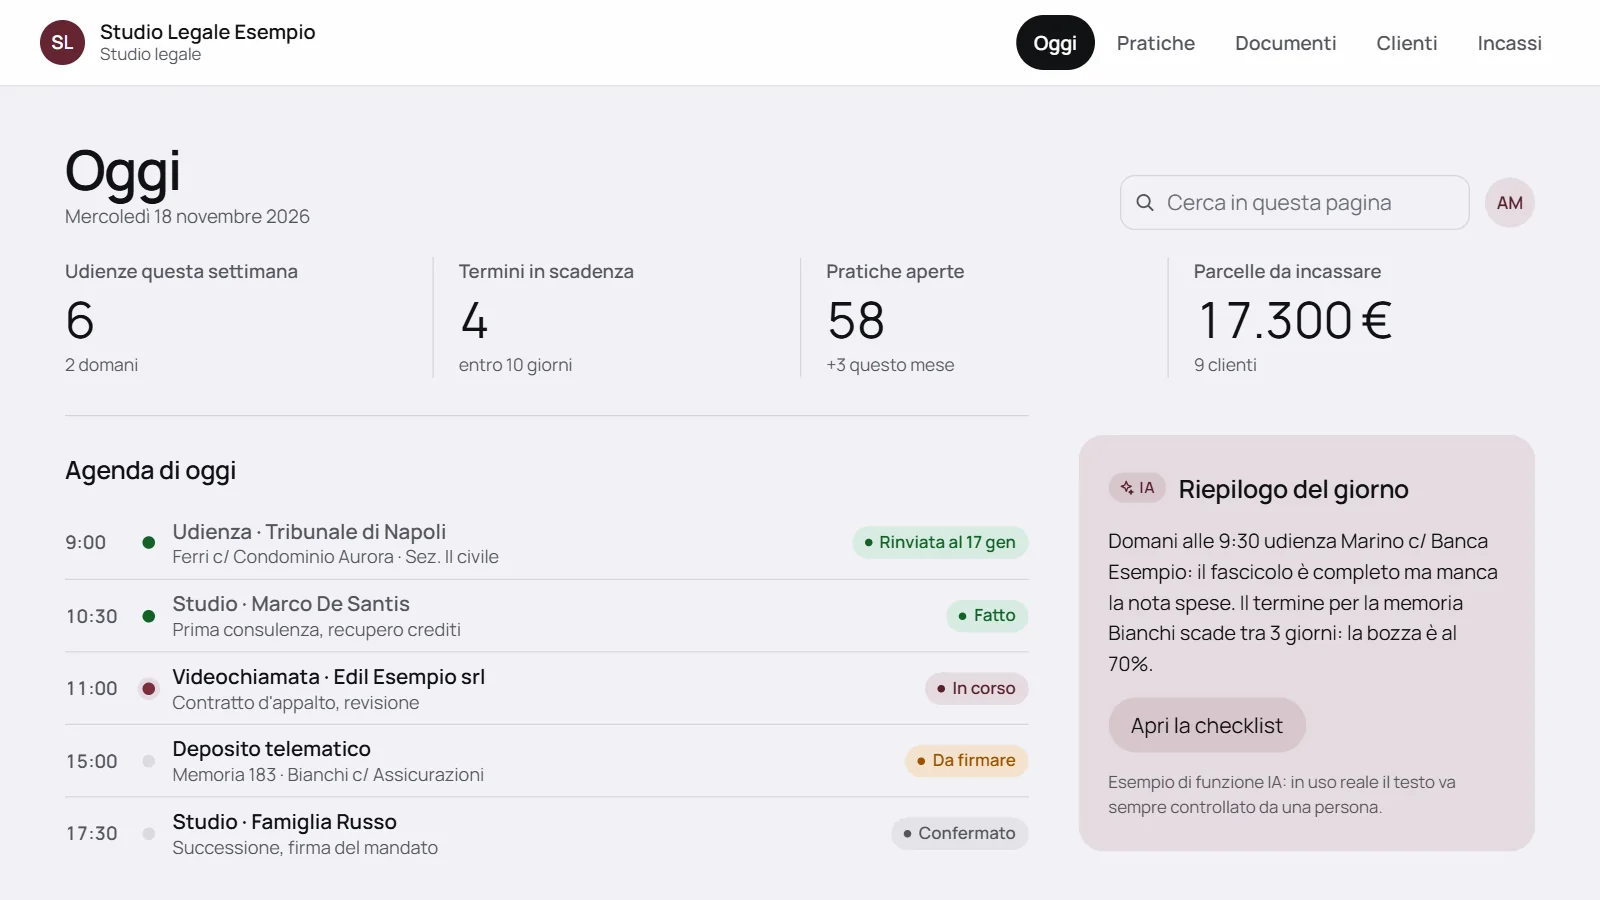 SL
Studio Legale Esempio
Studio legale
Oggi
Pratiche
Documenti
Clienti
Incassi
Oggi
Mercoledì 18 novembre 2026
Cerca in questa pagina
AM
Udienze questa settimana
6
2 domani
Termini in scadenza
4
entro 10 giorni
Pratiche aperte
58
+3 questo mese
Parcelle da incassare
17.300 €
9 clienti
Agenda di oggi
9:00
Udienza · Tribunale di Napoli
Ferri c/ Condominio Aurora · Sez. II civile
Rinviata al 17 gen
10:30
Studio · Marco De Santis
Prima consulenza, recupero crediti
Fatto
11:00
Videochiamata · Edil Esempio srl
Contratto d'appalto, revisione
In corso
15:00
Deposito telematico
Memoria 183 · Bianchi c/ Assicurazioni
Da firmare
17:30
Studio · Famiglia Russo
Successione, firma del mandato
Confermato
IA
Riepilogo del giorno
Domani alle 9:30 udienza Marino c/ Banca
Esempio: il fascicolo è completo ma manca
la nota spese. Il termine per la memoria
Bianchi scade tra 3 giorni: la bozza è al
70%.
Apri la checklist
Esempio di funzione IA: in uso reale il testo va
sempre controllato da una persona.